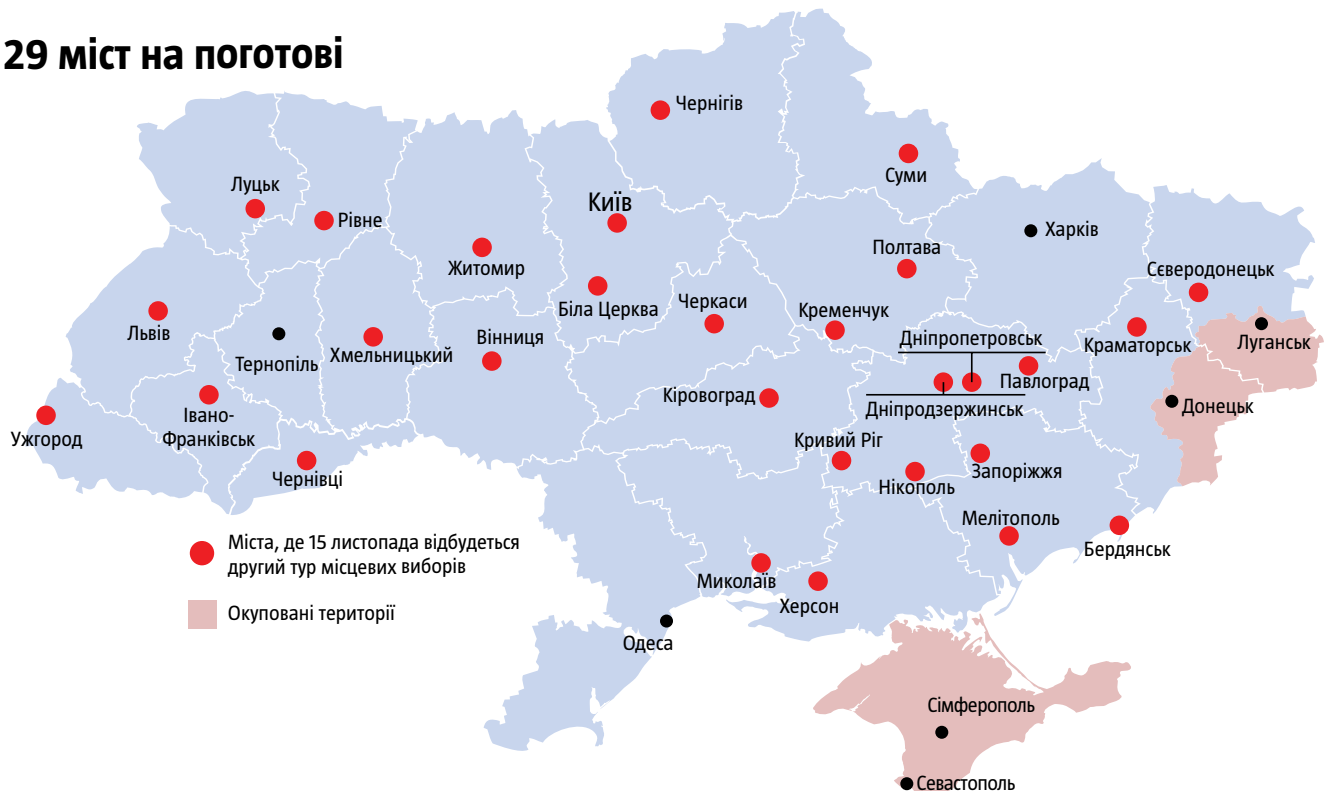 29 міст на поготові
Чернігів
Суми
Луцьк
Рівне
Київ
Харків
Житомир
Полтава
Сєверодонецьк
Біла Церква
Черкаси
Кременчук
Львів
Тернопіль
Хмельницький
Вінниця
Дніпропетровськ
Краматорськ
Луганськ
Павлоград
Кіровоград
Дніпродзержинськ
Донецьк
Івано-
Франківськ
Ужгород
Чернівці
Кривий Ріг
Нікополь
Запоріжжя
Мелітополь
Бердянськ
Міста, де 15 листопада відбудеться
другий тур місцевих виборів
Миколаїв
Херсон
Окуповані території
Одеса
Сімферополь
Севастополь